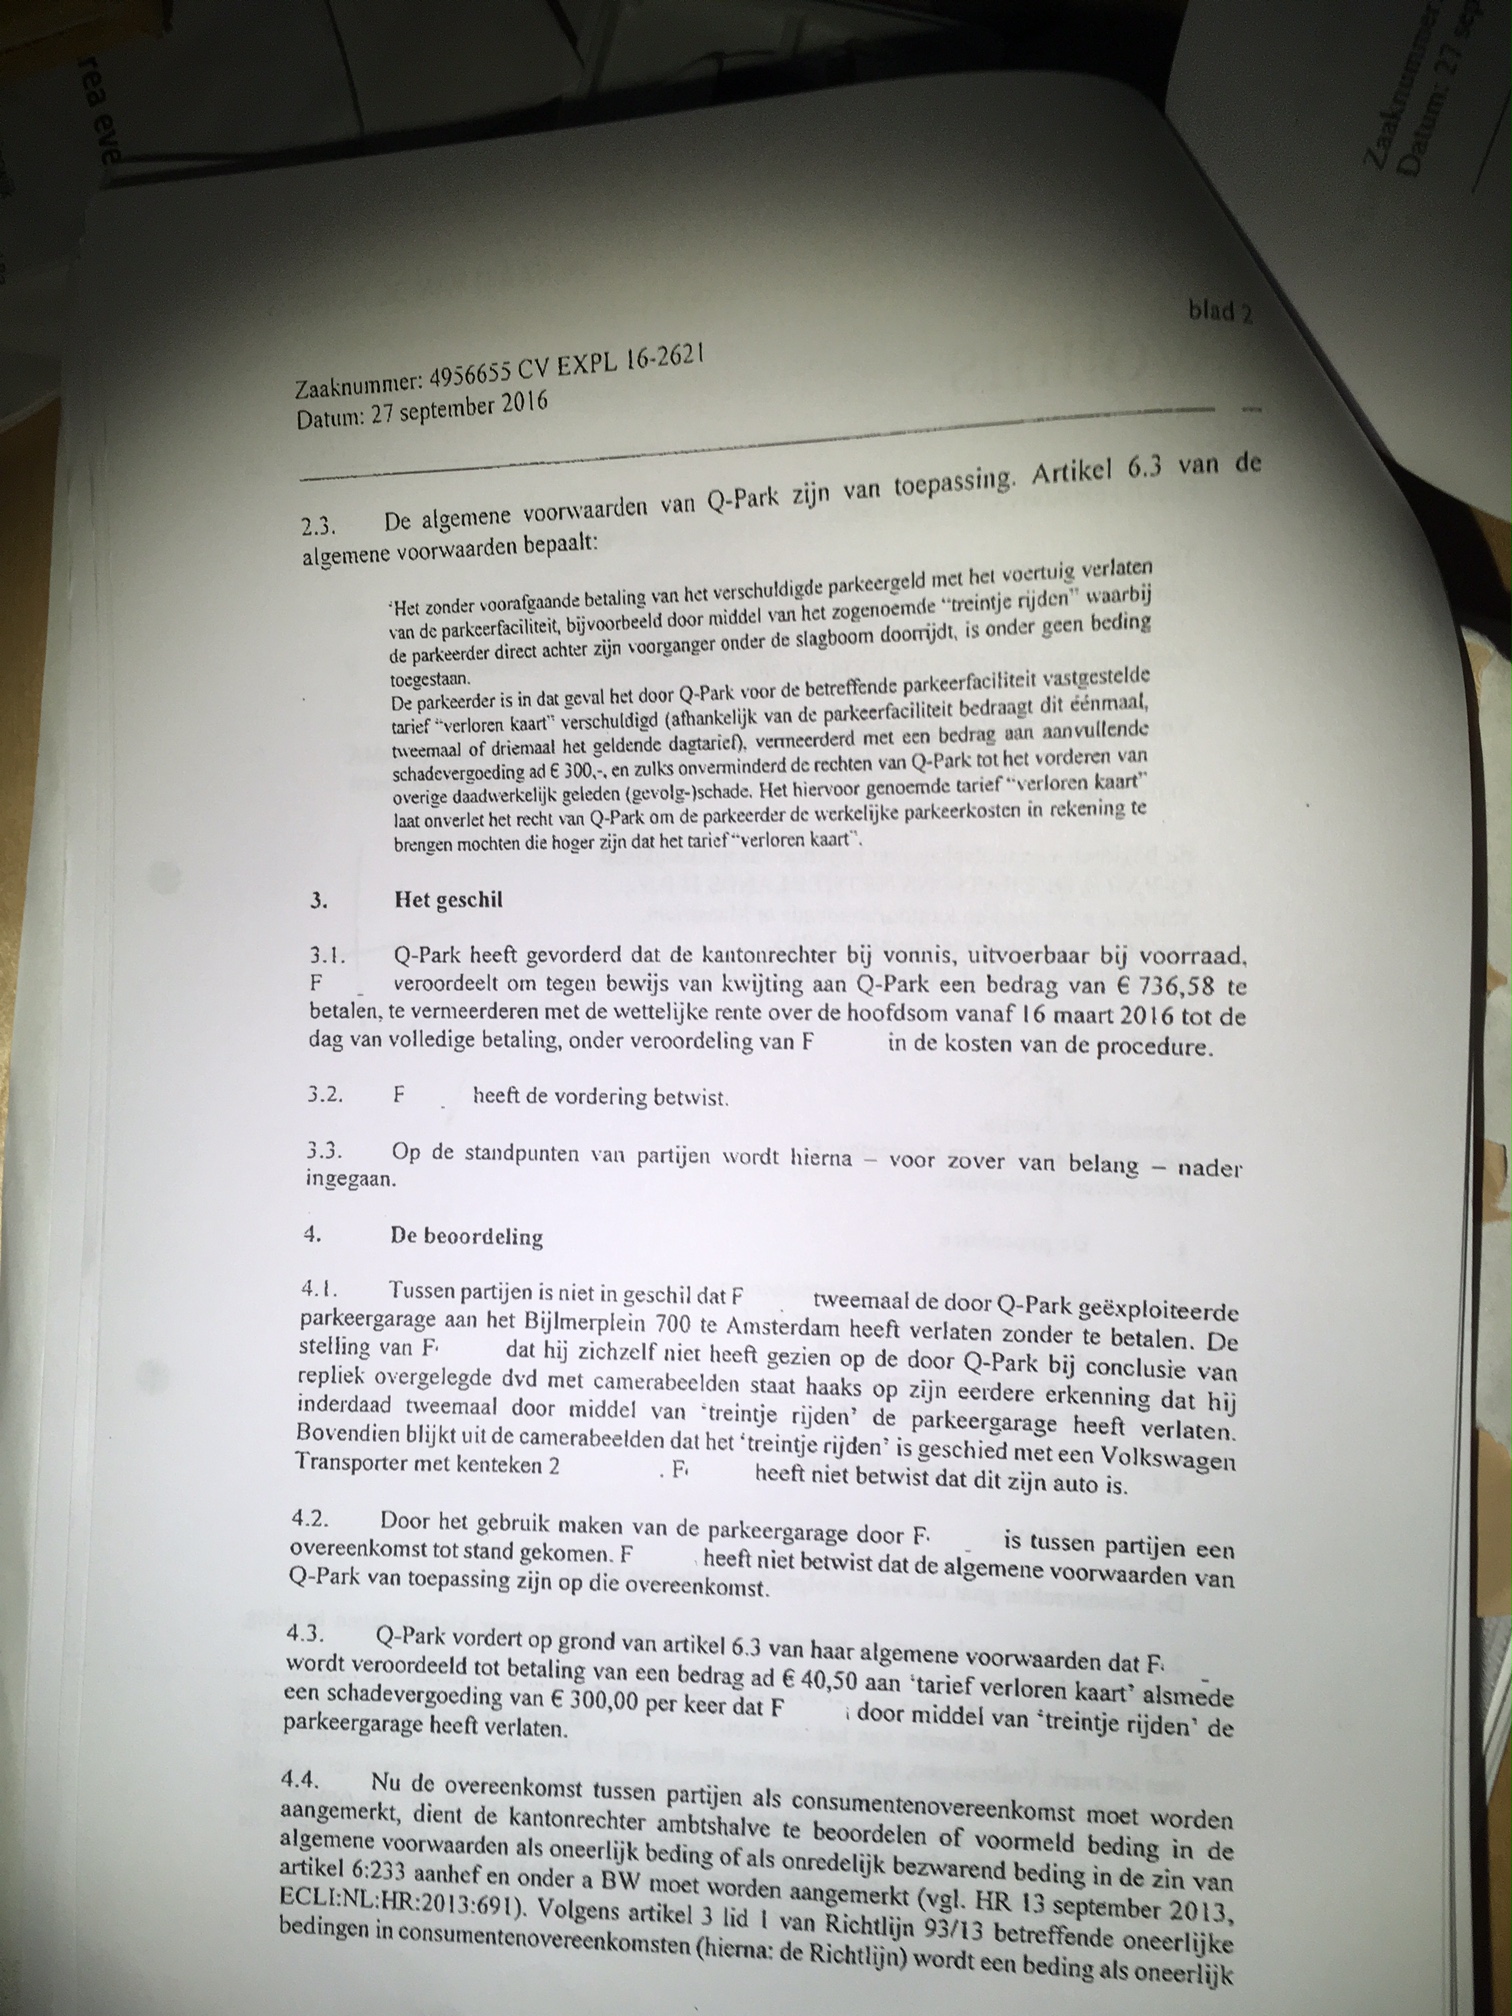 rea eve
Zaaknummer:
Datum: 27 sep
blad 2
Zaaknummer: 4956655 CV EXPL 16-2621
Datum: 27 september 2016
2.3. De algemene voorwaarden van Q-Park zijn van toepassing. Artikel 6.3 van de
algemene voorwaarden bepaalt:
‘Het zonder voorafgaande betaling van het verschuldigde parkeergeld met het voertuig verlaten
van de parkeerfaciliteit, bijvoorbeeld door middel van het zogenoemde “treintje rijden” waarbij
de parkeerder direct achter zijn voorganger onder de slagboom doorrijdt, is onder geen beding
toegestaan.
De parkeerder is in dat geval het door Q-Park voor de betreffende parkeerfaciliteit vastgestelde
tarief “verloren kaart” verschuldigd (afhankelijk van de parkeerfaciliteit bedraagt dit éénmaal,
tweemaal of driemaal het geldende dagtarief), vermeerderd met een bedrag aan aanvullende
schadevergoeding ad € 300,-, en zulks onverminderd de rechten van Q-Park tot het vorderen van
overige daadwerkelijk geleden (gevolg-)schade. Het hiervoor genoemde tarief “verloren kaart”
laat onverlet het recht van Q-Park om de parkeerder de werkelijke parkeerkosten in rekening te
brengen mochten die hoger zijn dat het tarief “verloren kaart”.
3. Het geschil
3.1. Q-Park heeft gevorderd dat de kantonrechter bij vonnis, uitvoerbaar bij voorraad,
F veroordeelt om tegen bewijs van kwijting aan Q-Park een bedrag van € 736,58 te
betalen, te vermeerderen met de wettelijke rente over de hoofdsom vanaf 16 maart 2016 tot de
dag van volledige betaling, onder veroordeling van F in de kosten van de procedure.
3.2. F heeft de vordering betwist.
3.3. Op de standpunten van partijen wordt hierna – voor zover van belang – nader
ingegaan.
4. De beoordeling
4.1. Tussen partijen is niet in geschil dat F tweemaal de door Q-Park geëxploiteerde
parkeergarage aan het Bijlmerplein 700 te Amsterdam heeft verlaten zonder te betalen. De
stelling van F dat hij zichzelf niet heeft gezien op de door Q-Park bij conclusie van
repliek overgelegde dvd met camerabeelden staat haaks op zijn eerdere erkenning dat hij
inderdaad tweemaal door middel van ‘treintje rijden’ de parkeergarage heeft verlaten.
Bovendien blijkt uit de camerabeelden dat het ‘treintje rijden’ is geschied met een Volkswagen
Transporter met kenteken 2 . F heeft niet betwist dat dit zijn auto is.
4.2. Door het gebruik maken van de parkeergarage door F is tussen partijen een
overeenkomst tot stand gekomen. F heeft niet betwist dat de algemene voorwaarden van
Q-Park van toepassing zijn op die overeenkomst.
4.3. Q-Park vordert op grond van artikel 6.3 van haar algemene voorwaarden dat F
wordt veroordeeld tot betaling van een bedrag ad € 40,50 aan ‘tarief verloren kaart’ alsmede
een schadevergoeding van € 300,00 per keer dat F door middel van ‘treintje rijden’ de
parkeergarage heeft verlaten.
4.4. Nu de overeenkomst tussen partijen als consumentenovereenkomst moet worden
aangemerkt, dient de kantonrechter ambtshalve te beoordelen of voormeld beding in de
algemene voorwaarden als oneerlijk beding of als onredelijk bezwarend beding in de zin van
artikel 6:233 aanhef en onder a BW moet worden aangemerkt (vgl. HR 13 september 2013,
ECLI:NL:HR:2013:691). Volgens artikel 3 lid 1 van Richtlijn 93/13 betreffende oneerlijke
bedingen in consumentenovereenkomsten (hierna: de Richtlijn) wordt een beding als oneerlijk